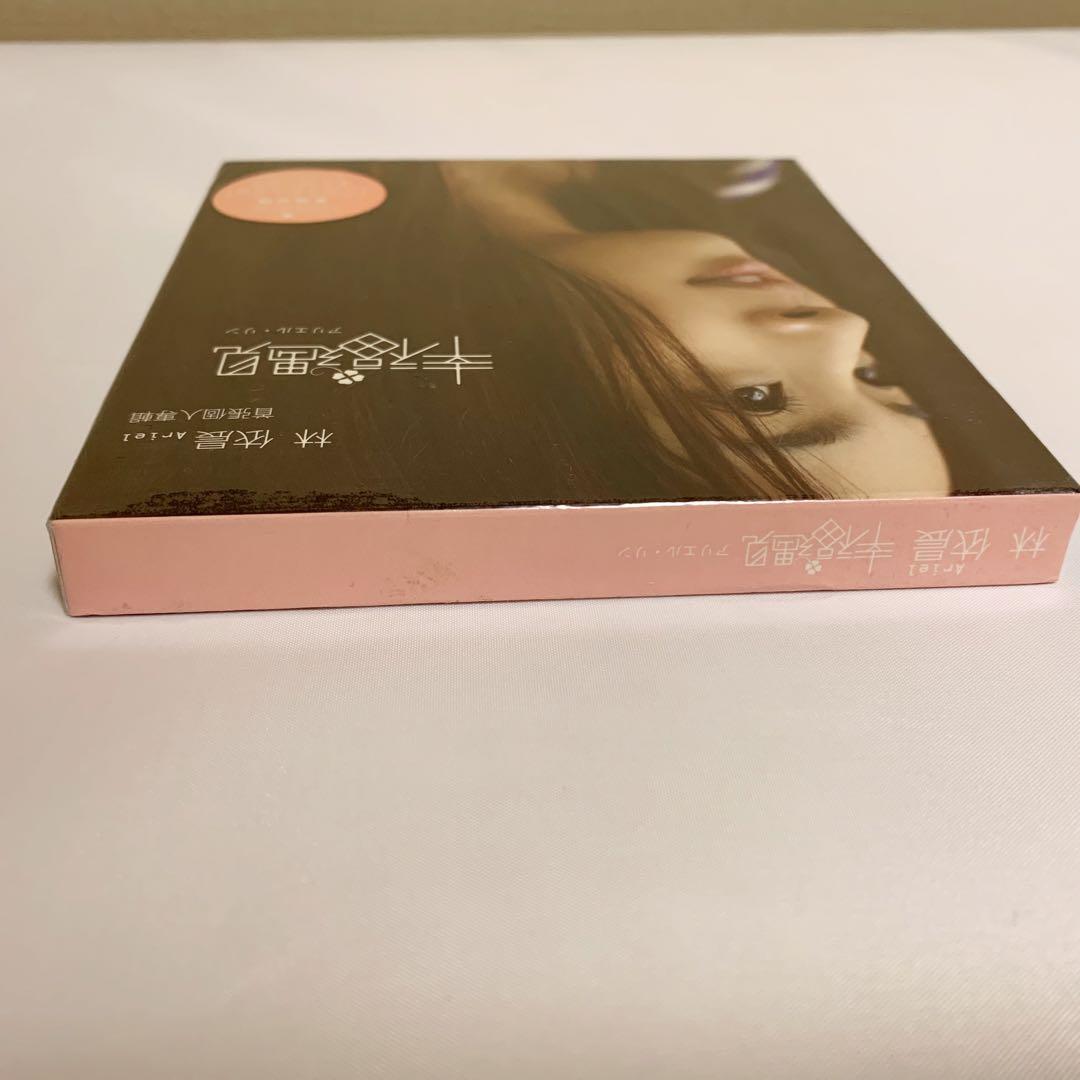 林 依晨 Ariel
首張個人專輯
幸福遇見
アリエル・リン
林 依晨 Ariel 幸福遇見 アリエル・リン